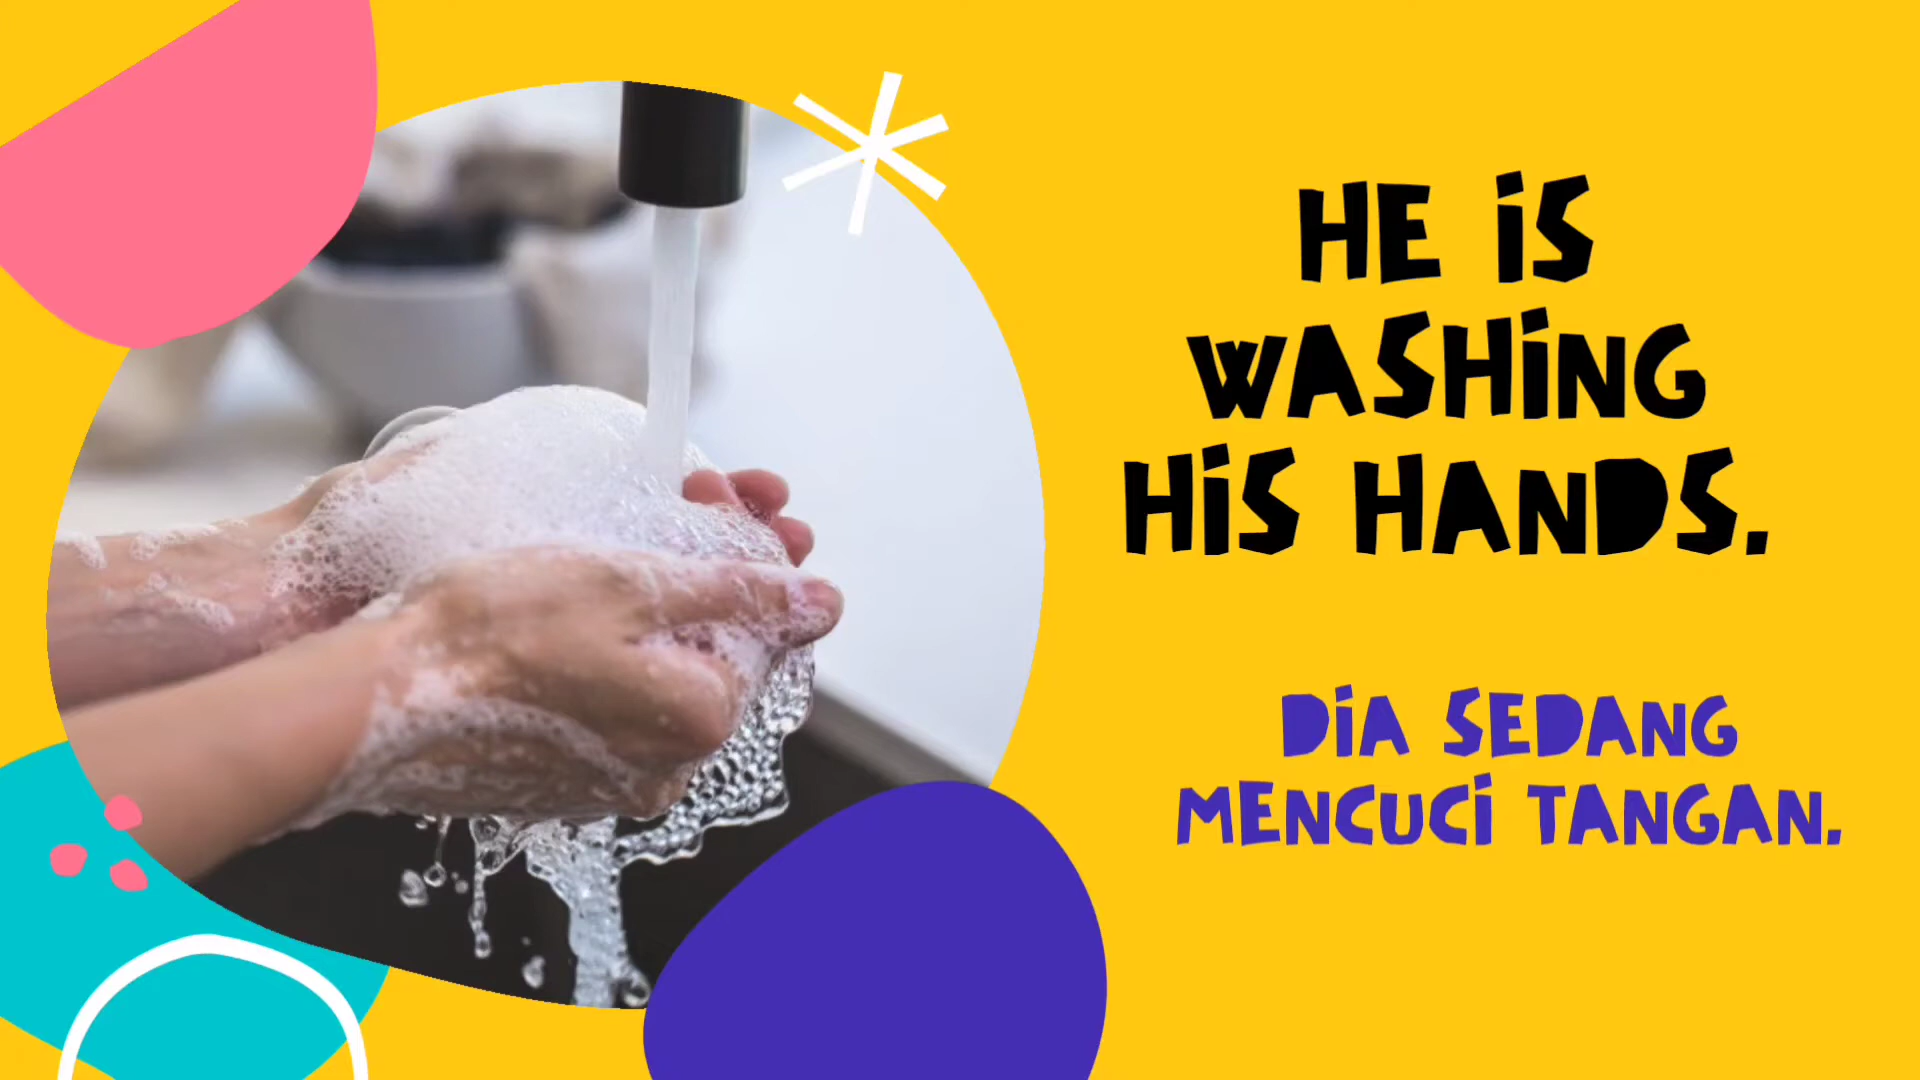 HE IS
WASHING
HIS HANDS.
DIA SEDANG
MENCUCI TANGAN.